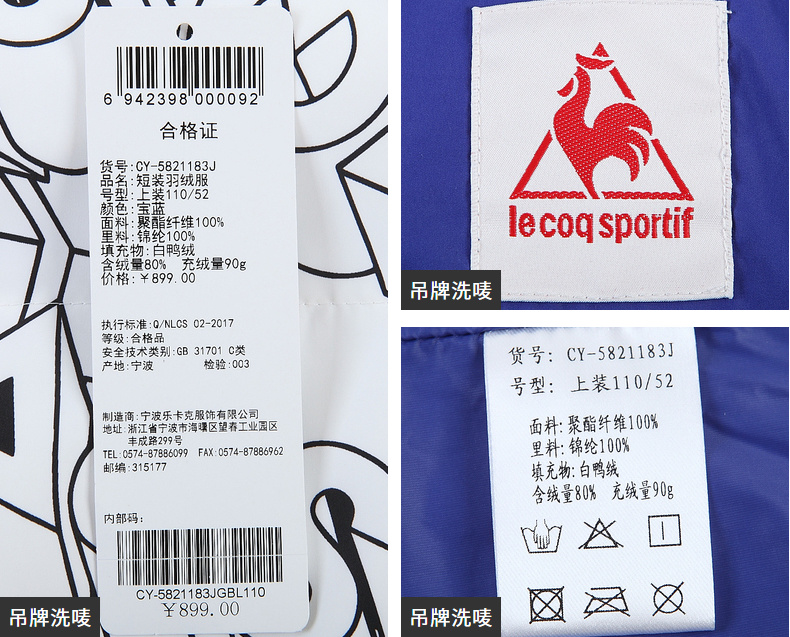 6 942398 000092
合格证
货号:CY-5821183J
品名:短装羽绒服
号型:上装110/52
颜色:宝蓝
面料:聚酯纤维100%
里料:锦纶100%
填充物:白鸭绒
含绒量80% 充绒量90g
价格:￥899.00
执行标准:Q/NLCS 02-2017
等级:合格品
安全技术类别:GB 31701 C类
产地:宁波 检验:003
制造商:宁波乐卡克服饰有限公司
地址:浙江省宁波市海曙区望春工业园区
丰成路299号
TEL:0574-87886099 FAX:0574-87886962
邮编:315177
内部码:
CY-5821183JGBL110
￥899.00
吊牌洗唛
le coq sportif
吊牌洗唛
货号: CY-5821183J
号型: 上装110/52
面料:聚酯纤维100%
里料:锦纶100%
填充物:白鸭绒
含绒量80% 充绒量90g
吊牌洗唛